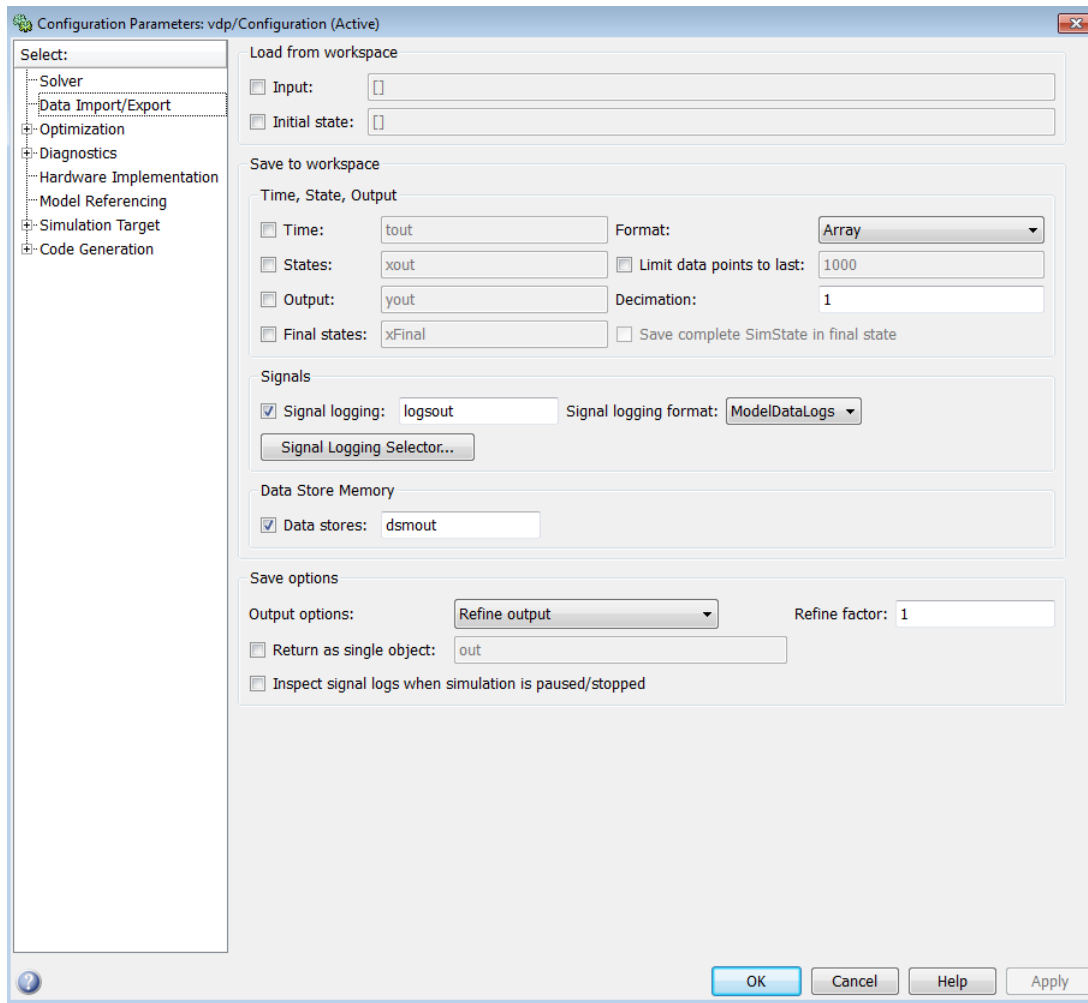 Configuration Parameters: vdp/Configuration (Active)
Select:
Solver
Data Import/Export
Optimization
Diagnostics
Hardware Implementation
Model Referencing
Simulation Target
Code Generation
Load from workspace
Input: []
Initial state: []
Save to workspace
Time, State, Output
Time: tout Format: Array
States: xout Limit data points to last: 1000
Output: yout Decimation: 1
Final states: xFinal Save complete SimState in final state
Signals
Signal logging: logsout Signal logging format: ModelDataLogs
Signal Logging Selector...
Data Store Memory
Data stores: dsmout
Save options
Output options: Refine output Refine factor: 1
Return as single object: out
Inspect signal logs when simulation is paused/stopped
OK Cancel Help Apply